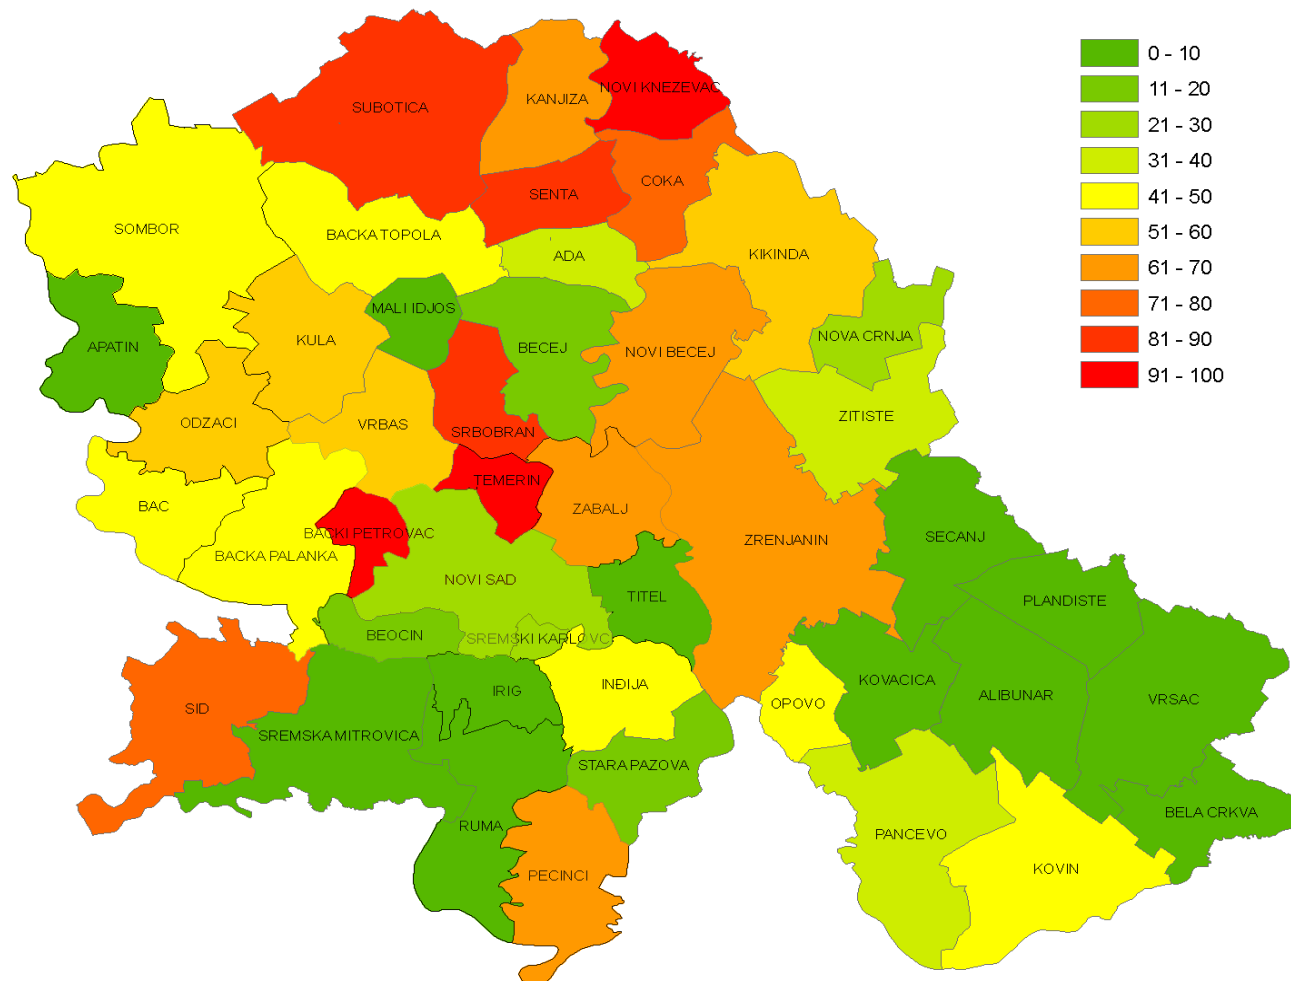 0 - 10
11 - 20
21 - 30
31 - 40
41 - 50
51 - 60
61 - 70
71 - 80
81 - 90
91 - 100
NOVI KNEZEVAC
KANJIZA
SUBOTICA
COKA
SENTA
SOMBOR
BACKA TOPOLA
ADA
KIKINDA
MALI IDJOS
NOVA CRNJA
KULA
APATIN
BECEJ
NOVI BECEJ
ZITISTE
ODZACI
VRBAS
SRBOBRAN
TEMERIN
BAC
ZABALJ
BACKI PETROVAC
SECANJ
ZRENJANIN
BACKA PALANKA
NOVI SAD
TITEL
PLANDISTE
BEOCIN
SREMSKI KARLOVC
KOVACICA
INĐIJA
IRIG
ALIBUNAR
VRSAC
OPOVO
SID
SREMSKA MITROVICA
STARA PAZOVA
BELA CRKVA
RUMA
PANCEVO
KOVIN
PECINCI